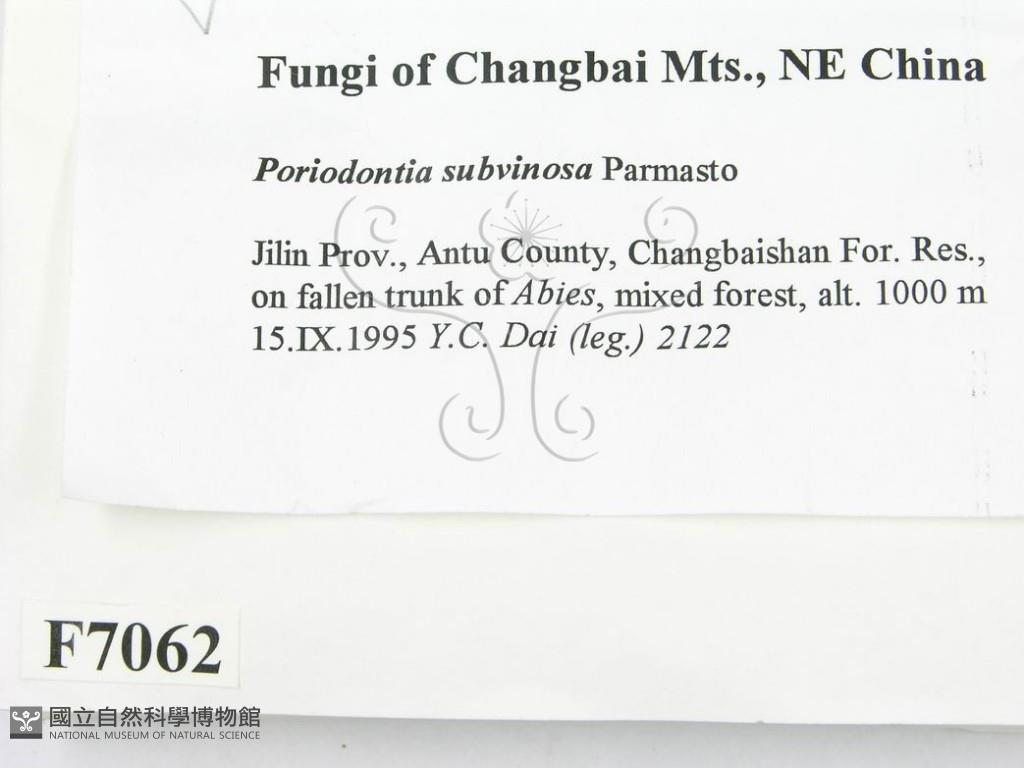 Fungi of Changbai Mts., NE China
Poriodontia subvinosa Parmasto
Jilin Prov., Antu County, Changbaishan For. Res.,
on fallen trunk of Abies, mixed forest, alt. 1000 m
15.IX.1995 Y.C. Dai (leg.) 2122
F7062
國立自然科學博物館
NATIONAL MUSEUM OF NATURAL SCIENCE